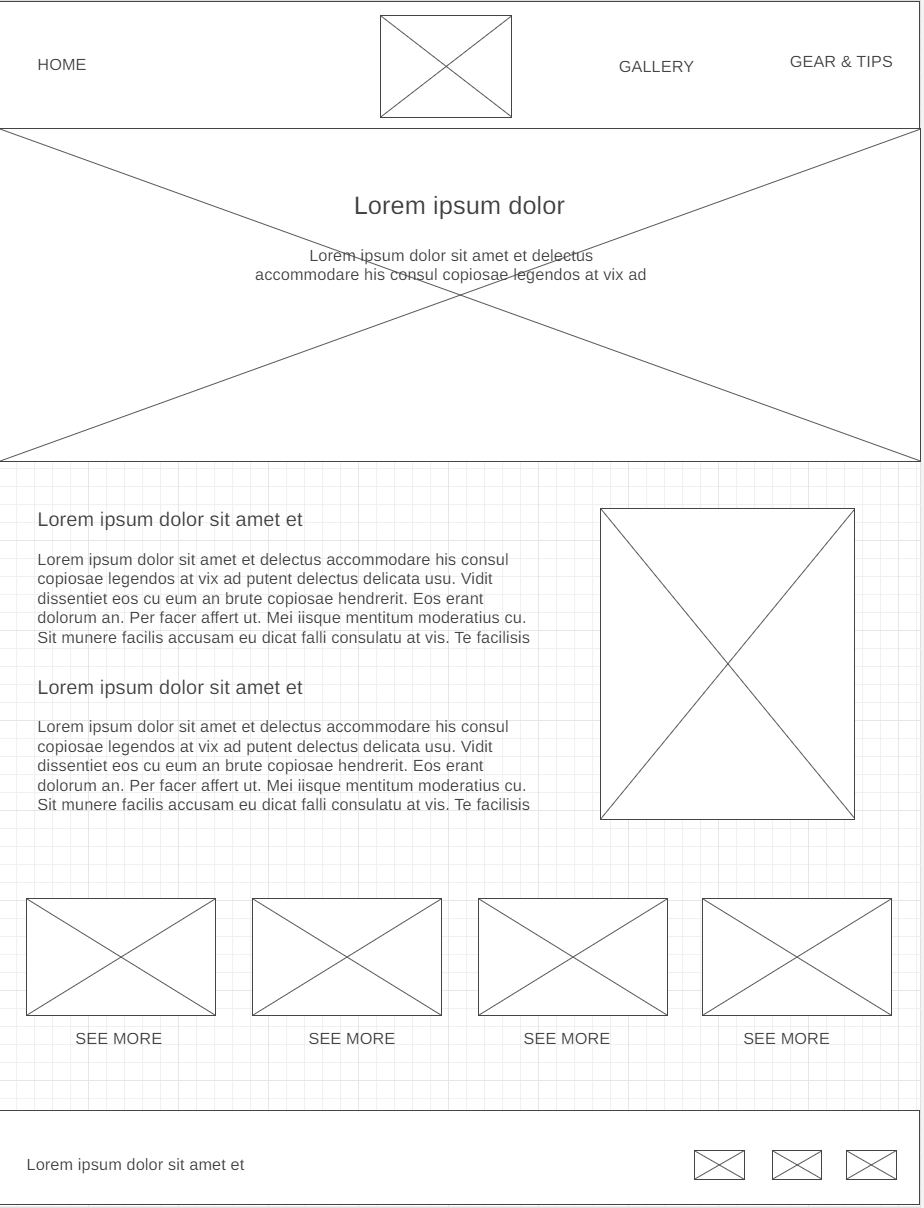 HOME
GALLERY
GEAR & TIPS
Lorem ipsum dolor
Lorem ipsum dolor sit amet et delectus
accommodare his consul copiosae legendos at vix ad
Lorem ipsum dolor sit amet et
Lorem ipsum dolor sit amet et delectus accommodare his consul
copiosae legendos at vix ad putent delectus delicata usu. Vidit
dissentiet eos cu eum an brute copiosae hendrerit. Eos erant
dolorum an. Per facer affert ut. Mei iisque mentitum moderatius cu.
Sit munere facilis accusam eu dicat falli consulatu at vis. Te facilisis
Lorem ipsum dolor sit amet et
Lorem ipsum dolor sit amet et delectus accommodare his consul
copiosae legendos at vix ad putent delectus delicata usu. Vidit
dissentiet eos cu eum an brute copiosae hendrerit. Eos erant
dolorum an. Per facer affert ut. Mei iisque mentitum moderatius cu.
Sit munere facilis accusam eu dicat falli consulatu at vis. Te facilisis
SEE MORE
SEE MORE
SEE MORE
SEE MORE
Lorem ipsum dolor sit amet et